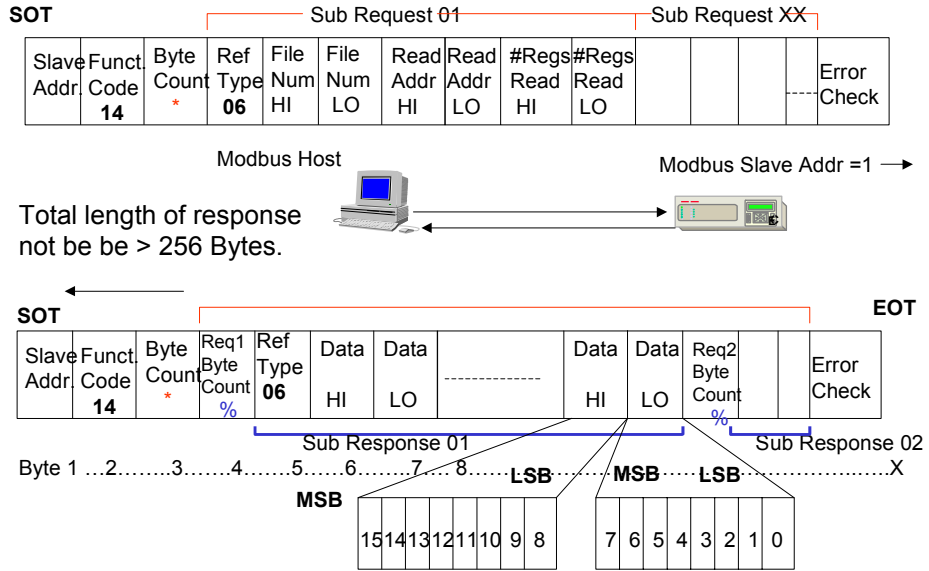 SOT
Sub Request 01
Sub Request XX
Slave Addr.
Funct. Code 14
Byte Count *
Ref Type 06
File Num HI
File Num LO
Read Addr HI
Read Addr LO
#Regs Read HI
#Regs Read LO
-----
Error Check
Modbus Host
Modbus Slave Addr =1
Total length of response
not be be > 256 Bytes.
SOT
EOT
Slave Addr.
Funct. Code 14
Byte Count *
Req1 Byte Count %
Ref Type 06
Data HI
Data LO
-------------
Data HI
Data LO
Req2 Byte Count %
Error Check
Sub Response 01
Sub Response 02
Byte 1 ...2.......3.......4.......5.......6........7....8.......................................................X
MSB
LSB
MSB
LSB
15 14 13 12 11 10 9 8
7 6 5 4 3 2 1 0